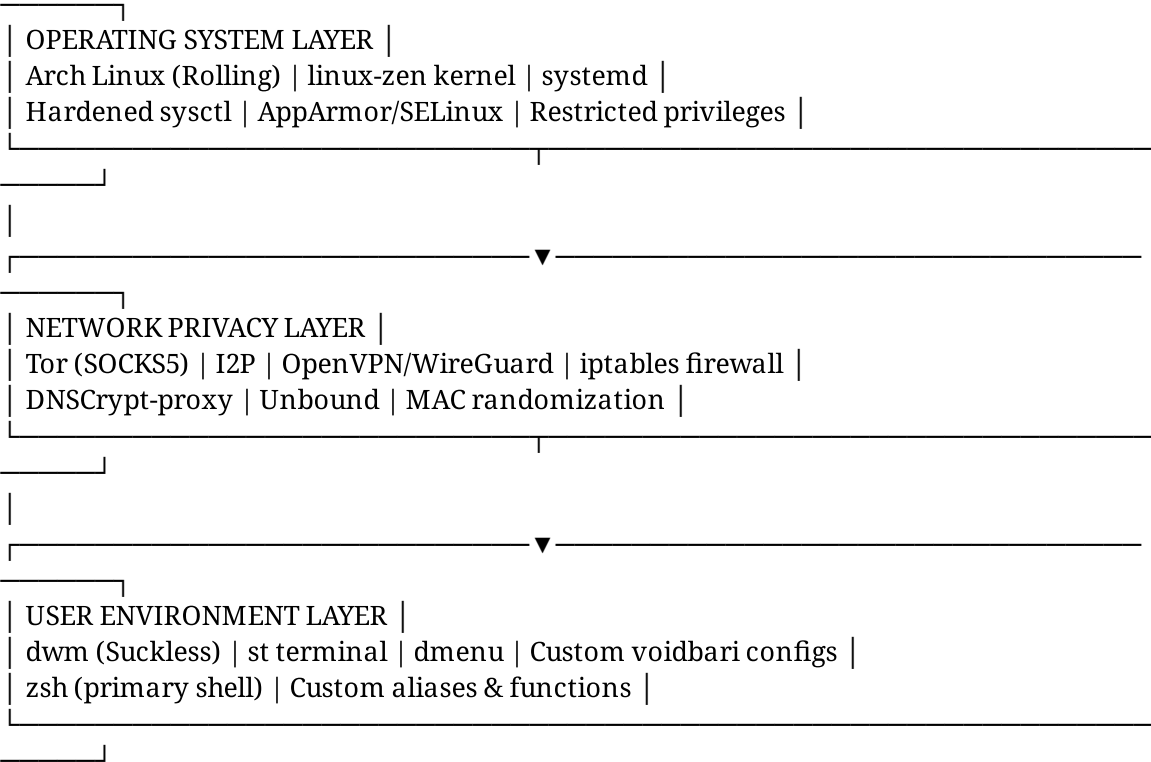 ──────┐
│ OPERATING SYSTEM LAYER │
│ Arch Linux (Rolling) | linux-zen kernel | systemd │
│ Hardened sysctl | AppArmor/SELinux | Restricted privileges │
└───────────────────────────┬────────────────────────────────
─────┘
│
┌───────────────────────────▼───────────────────────────────
──────┐
│ NETWORK PRIVACY LAYER │
│ Tor (SOCKS5) | I2P | OpenVPN/WireGuard | iptables firewall │
│ DNSCrypt-proxy | Unbound | MAC randomization │
└───────────────────────────┬────────────────────────────────
─────┘
│
┌───────────────────────────▼───────────────────────────────
──────┐
│ USER ENVIRONMENT LAYER │
│ dwm (Suckless) | st terminal | dmenu | Custom voidbari configs │
│ zsh (primary shell) | Custom aliases & functions │
└────────────────────────────────────────────────────────────
─────┘